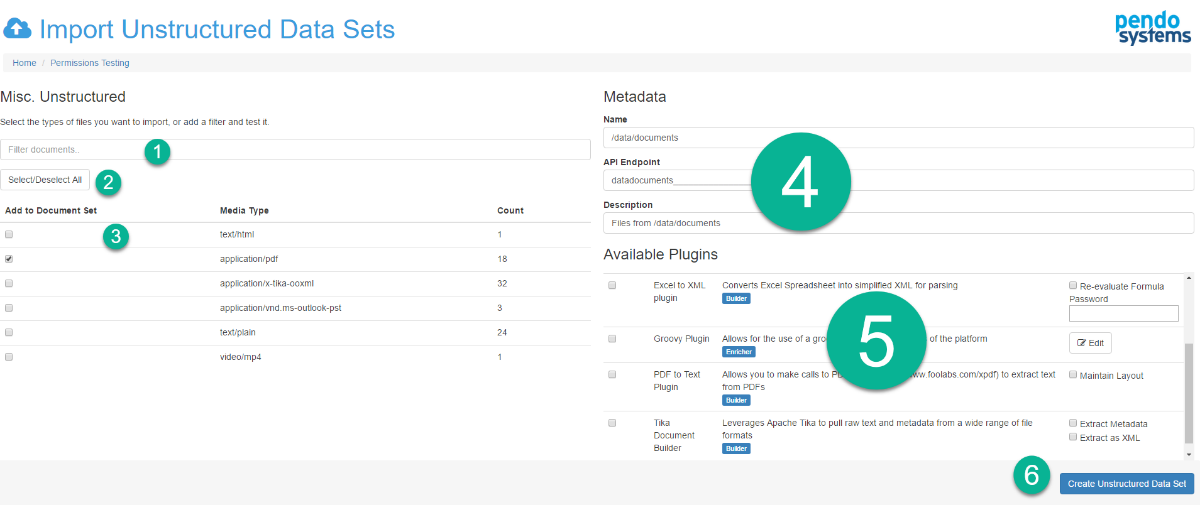 Import Unstructured Data Sets
pendo
systems
Home / Permissions Testing
Misc. Unstructured
Select the types of files you want to import, or add a filter and test it.
Filter documents..
1
Select/Deselect All
2
Add to Document Set Media Type Count
3
text/html 1
application/pdf 18
application/x-tika-ooxml 32
application/vnd.ms-outlook-pst 3
text/plain 24
video/mp4 1
Metadata
Name
/data/documents
API Endpoint
datadocuments
4
Description
Files from /data/documents
Available Plugins
Excel to XML Converts Excel Spreadsheet into simplified XML for parsing Re-evaluate Formula
plugin Builder Password
5
Groovy Plugin Allows for the use of a of the platform Edit
Enricher
PDF to Text Allows you to make calls to .foolabs.com/xpdf) to extract text Maintain Layout
Plugin from PDFs
Builder
Tika Leverages Apache Tika to pull raw text and metadata from a wide range of file Extract Metadata
Document formats Extract as XML
Builder Builder
6
Create Unstructured Data Set